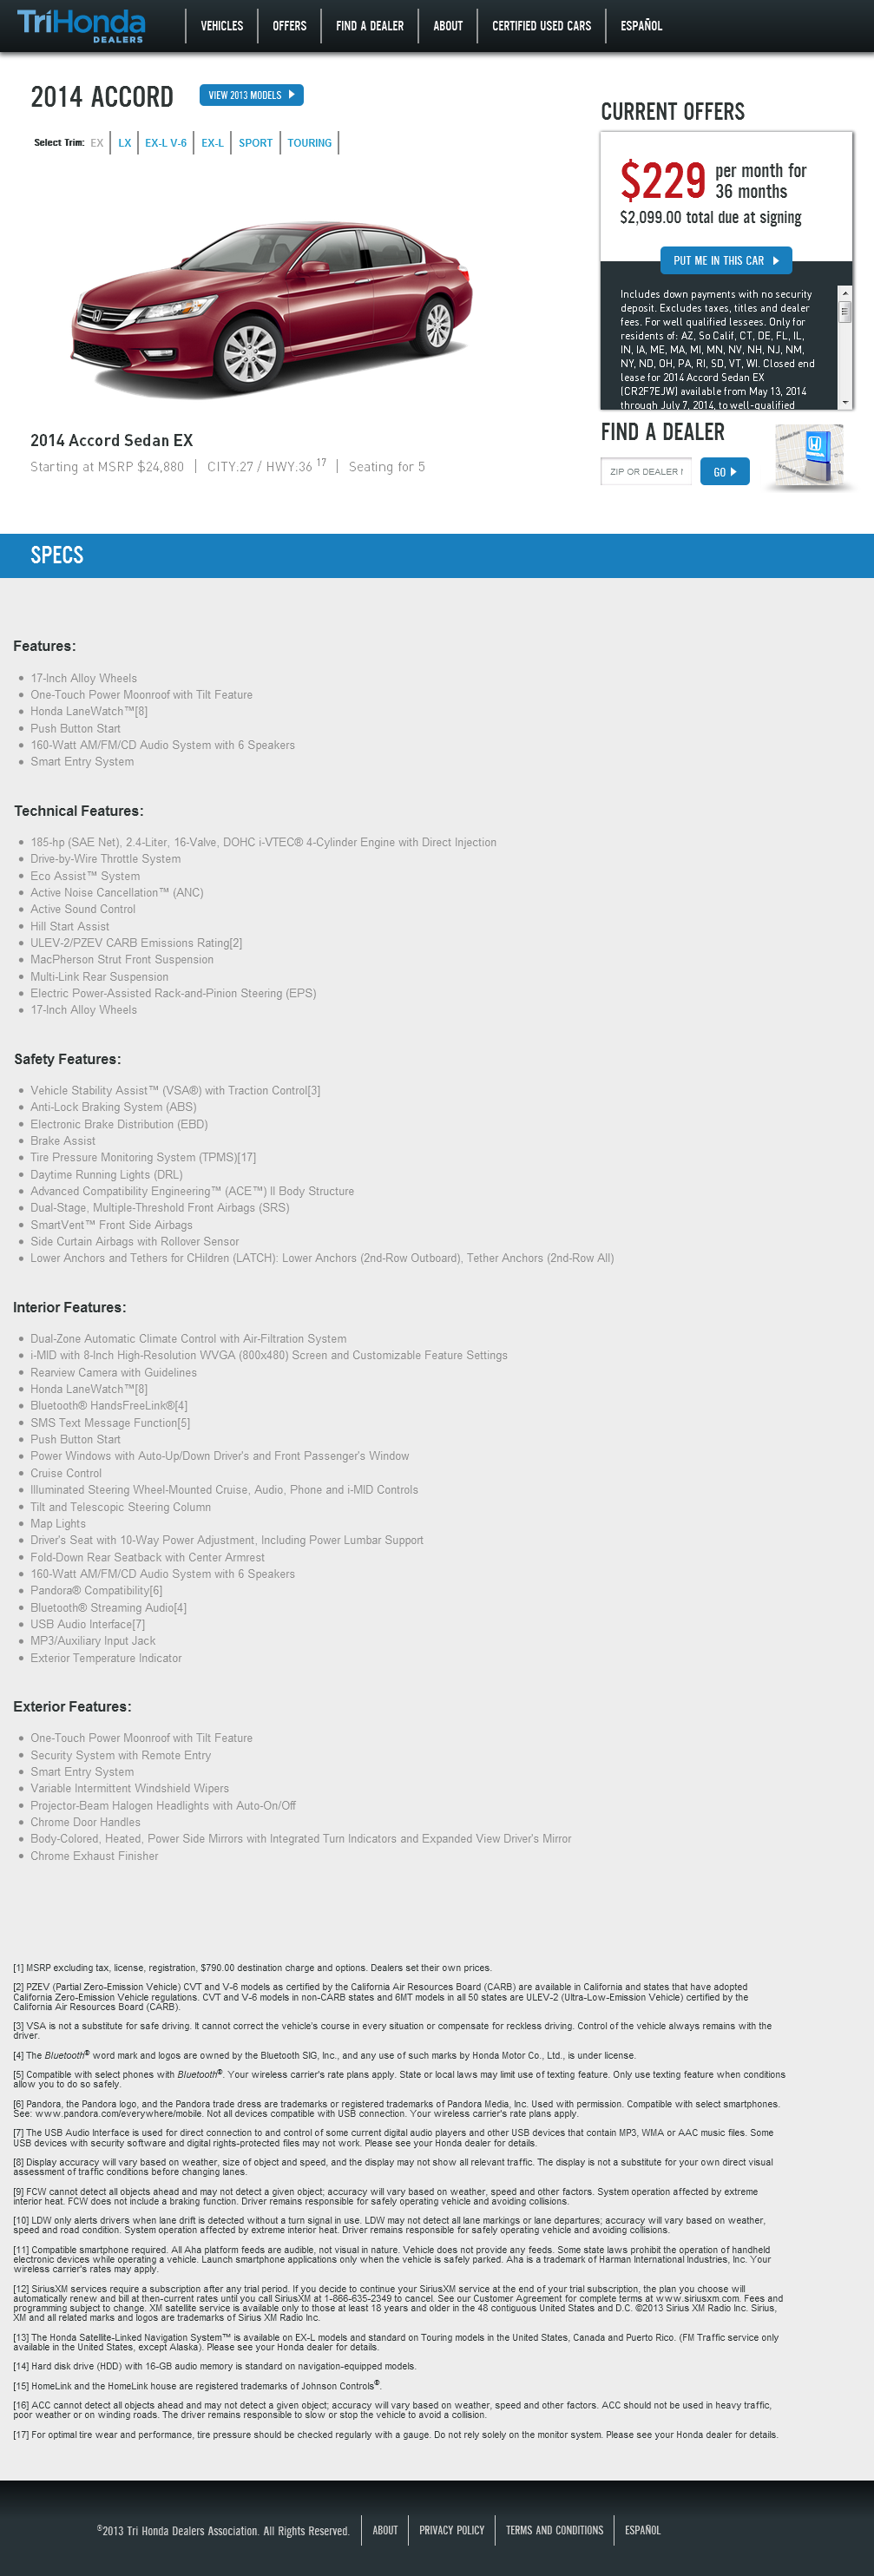 TriHonda
DEALERS
VEHICLES
OFFERS
FIND A DEALER
ABOUT
CERTIFIED USED CARS
ESPAÑOL
2014 ACCORD
VIEW 2013 MODELS
Select Trim: EX LX EX-L V-6 EX-L SPORT TOURING
2014 Accord Sedan EX
Starting at MSRP $24,880 | CITY:27 / HWY:36 17 | Seating for 5
CURRENT OFFERS
$229 per month for
36 months
$2,099.00 total due at signing
PUT ME IN THIS CAR
Includes down payments with no security
deposit. Excludes taxes, titles and dealer
fees. For well qualified lessees. Only for
residents of: AZ, So Calif, CT, DE, FL, IL,
IN, IA, ME, MA, MI, MN, NV, NH, NJ, NM,
NY, ND, OH, PA, RI, SD, VT, WI. Closed end
lease for 2014 Accord Sedan EX
(CR2F7EJW) available from May 13, 2014
through July 7, 2014, to well-qualified
FIND A DEALER
ZIP OR DEALER
GO
SPECS
Features:
17-Inch Alloy Wheels
One-Touch Power Moonroof with Tilt Feature
Honda LaneWatch™[8]
Push Button Start
160-Watt AM/FM/CD Audio System with 6 Speakers
Smart Entry System
Technical Features:
185-hp (SAE Net), 2.4-Liter, 16-Valve, DOHC i-VTEC® 4-Cylinder Engine with Direct Injection
Drive-by-Wire Throttle System
Eco Assist™ System
Active Noise Cancellation™ (ANC)
Active Sound Control
Hill Start Assist
ULEV-2/PZEV CARB Emissions Rating[2]
MacPherson Strut Front Suspension
Multi-Link Rear Suspension
Electric Power-Assisted Rack-and-Pinion Steering (EPS)
17-Inch Alloy Wheels
Safety Features:
Vehicle Stability Assist™ (VSA®) with Traction Control[3]
Anti-Lock Braking System (ABS)
Electronic Brake Distribution (EBD)
Brake Assist
Tire Pressure Monitoring System (TPMS)[17]
Daytime Running Lights (DRL)
Advanced Compatibility Engineering™ (ACE™) II Body Structure
Dual-Stage, Multiple-Threshold Front Airbags (SRS)
SmartVent™ Front Side Airbags
Side Curtain Airbags with Rollover Sensor
Lower Anchors and Tethers for CHildren (LATCH): Lower Anchors (2nd-Row Outboard), Tether Anchors (2nd-Row All)
Interior Features:
Dual-Zone Automatic Climate Control with Air-Filtration System
i-MID with 8-Inch High-Resolution WVGA (800x480) Screen and Customizable Feature Settings
Rearview Camera with Guidelines
Honda LaneWatch™[8]
Bluetooth® HandsFreeLink®[4]
SMS Text Message Function[5]
Push Button Start
Power Windows with Auto-Up/Down Driver's and Front Passenger's Window
Cruise Control
Illuminated Steering Wheel-Mounted Cruise, Audio, Phone and i-MID Controls
Tilt and Telescopic Steering Column
Map Lights
Driver's Seat with 10-Way Power Adjustment, Including Power Lumbar Support
Fold-Down Rear Seatback with Center Armrest
160-Watt AM/FM/CD Audio System with 6 Speakers
Pandora® Compatibility[6]
Bluetooth® Streaming Audio[4]
USB Audio Interface[7]
MP3/Auxiliary Input Jack
Exterior Temperature Indicator
Exterior Features:
One-Touch Power Moonroof with Tilt Feature
Security System with Remote Entry
Smart Entry System
Variable Intermittent Windshield Wipers
Projector-Beam Halogen Headlights with Auto-On/Off
Chrome Door Handles
Body-Colored, Heated, Power Side Mirrors with Integrated Turn Indicators and Expanded View Driver's Mirror
Chrome Exhaust Finisher
[1] MSRP excluding tax, license, registration, $790.00 destination charge and options. Dealers set their own prices.
[2] PZEV (Partial Zero-Emission Vehicle) CVT and V-6 models as certified by the California Air Resources Board (CARB) are available in California and states that have adopted
California Zero-Emission Vehicle regulations. CVT and V-6 models in non-CARB states and 6MT models in all 50 states are ULEV-2 (Ultra-Low-Emission Vehicle) certified by the
California Air Resources Board (CARB).
[3] VSA is not a substitute for safe driving. It cannot correct the vehicle's course in every situation or compensate for reckless driving. Control of the vehicle always remains with the
driver.
[4] The Bluetooth® word mark and logos are owned by the Bluetooth SIG, Inc., and any use of such marks by Honda Motor Co., Ltd., is under license.
[5] Compatible with select phones with Bluetooth®. Your wireless carrier's rate plans apply. State or local laws may limit use of texting feature. Only use texting feature when conditions
allow you to do so safely.
[6] Pandora, the Pandora logo, and the Pandora trade dress are trademarks or registered trademarks of Pandora Media, Inc. Used with permission. Compatible with select smartphones.
See: www.pandora.com/everywhere/mobile. Not all devices compatible with USB connection. Your wireless carrier's rate plans apply.
[7] The USB Audio Interface is used for direct connection to and control of some current digital audio players and other USB devices that contain MP3, WMA or AAC music files. Some
USB devices with security software and digital rights-protected files may not work. Please see your Honda dealer for details.
[8] Display accuracy will vary based on weather, size of object and speed, and the display may not show all relevant traffic. The display is not a substitute for your own direct visual
assessment of traffic conditions before changing lanes.
[9] FCW cannot detect all objects ahead and may not detect a given object; accuracy will vary based on weather, speed and other factors. System operation affected by extreme
interior heat. FCW does not include a braking function. Driver remains responsible for safely operating vehicle and avoiding collisions.
[10] LDW only alerts drivers when lane drift is detected without a turn signal in use. LDW may not detect all lane markings or lane departures; accuracy will vary based on weather,
speed and road condition. System operation affected by extreme interior heat. Driver remains responsible for safely operating vehicle and avoiding collisions.
[11] Compatible smartphone required. All Aha platform feeds are audible, not visual in nature. Vehicle does not provide any feeds. Some state laws prohibit the operation of handheld
electronic devices while operating a vehicle. Launch smartphone applications only when the vehicle is safely parked. Aha is a trademark of Harman International Industries, Inc. Your
wireless carrier's rates may apply.
[12] SiriusXM services require a subscription after any trial period. If you decide to continue your SiriusXM service at the end of your trial subscription, the plan you choose will
automatically renew and bill at then-current rates until you call SiriusXM at 1-866-635-2349 to cancel. See our Customer Agreement for complete terms at www.siriusxm.com. Fees and
programming subject to change. XM satellite service is available only to those at least 18 years and older in the 48 contiguous United States and D.C. ©2013 Sirius XM Radio Inc. Sirius,
XM and all related marks and logos are trademarks of Sirius XM Radio Inc.
[13] The Honda Satellite-Linked Navigation System™ is available on EX-L models and standard on Touring models in the United States, Canada and Puerto Rico. (FM Traffic service only
available in the United States, except Alaska). Please see your Honda dealer for details.
[14] Hard disk drive (HDD) with 16-GB audio memory is standard on navigation-equipped models.
[15] HomeLink and the HomeLink house are registered trademarks of Johnson Controls®.
[16] ACC cannot detect all objects ahead and may not detect a given object; accuracy will vary based on weather, speed and other factors. ACC should not be used in heavy traffic,
poor weather or on winding roads. The driver remains responsible to slow or stop the vehicle to avoid a collision.
[17] For optimal tire wear and performance, tire pressure should be checked regularly with a gauge. Do not rely solely on the monitor system. Please see your Honda dealer for details.
®2013 Tri Honda Dealers Association. All Rights Reserved.
ABOUT
PRIVACY POLICY
TERMS AND CONDITIONS
ESPAÑOL